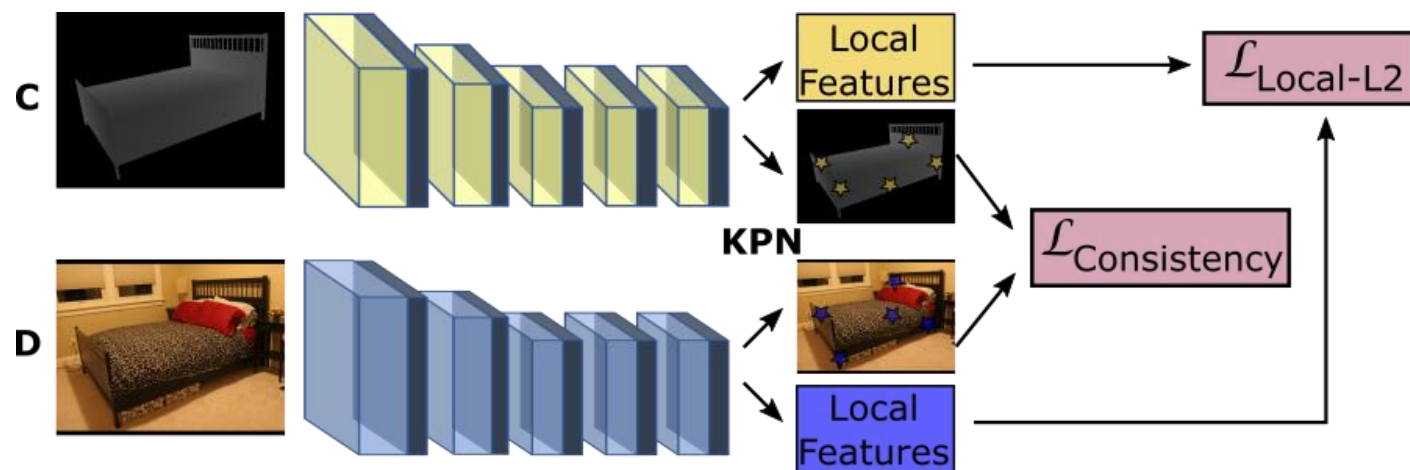 C
Local
Features
ℒLocal-L2
KPN
ℒConsistency
D
Local
Features